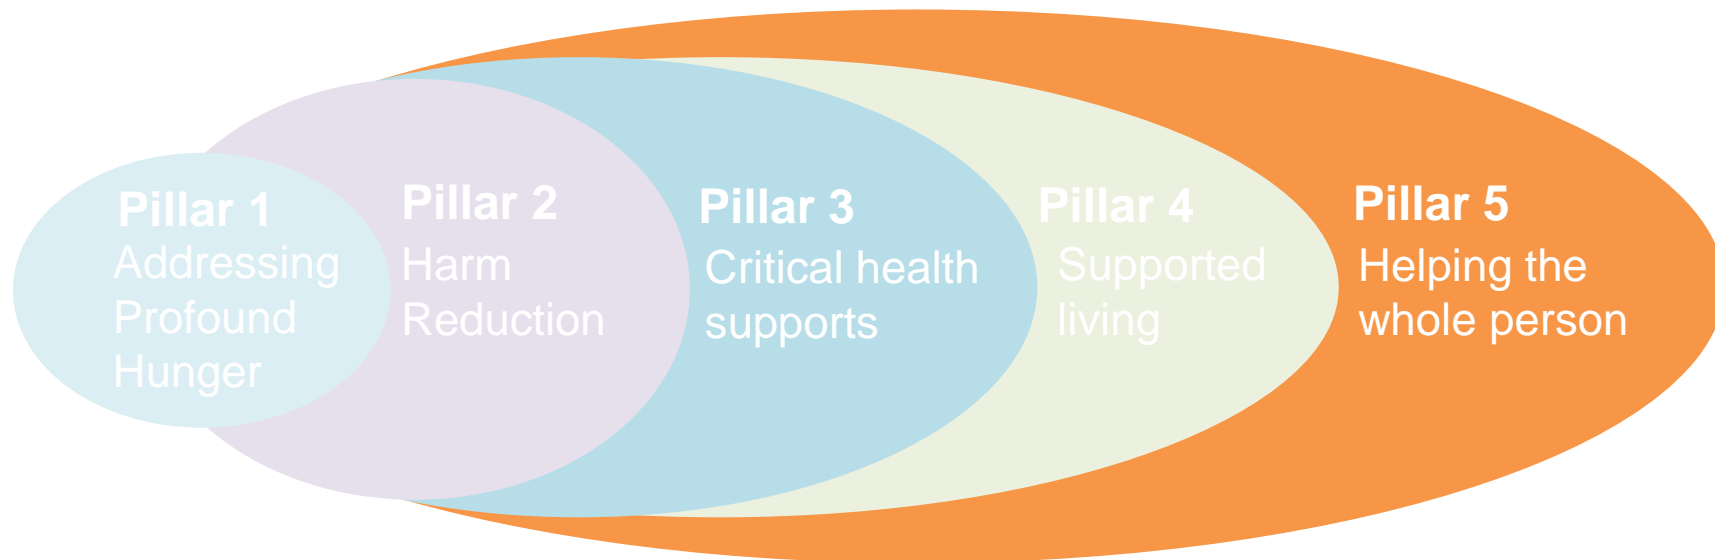 Pillar 1
Addressing
Profound
Hunger
Pillar 2
Harm
Reduction
Pillar 3
Critical health
supports
Pillar 4
Supported
living
Pillar 5
Helping the
whole person